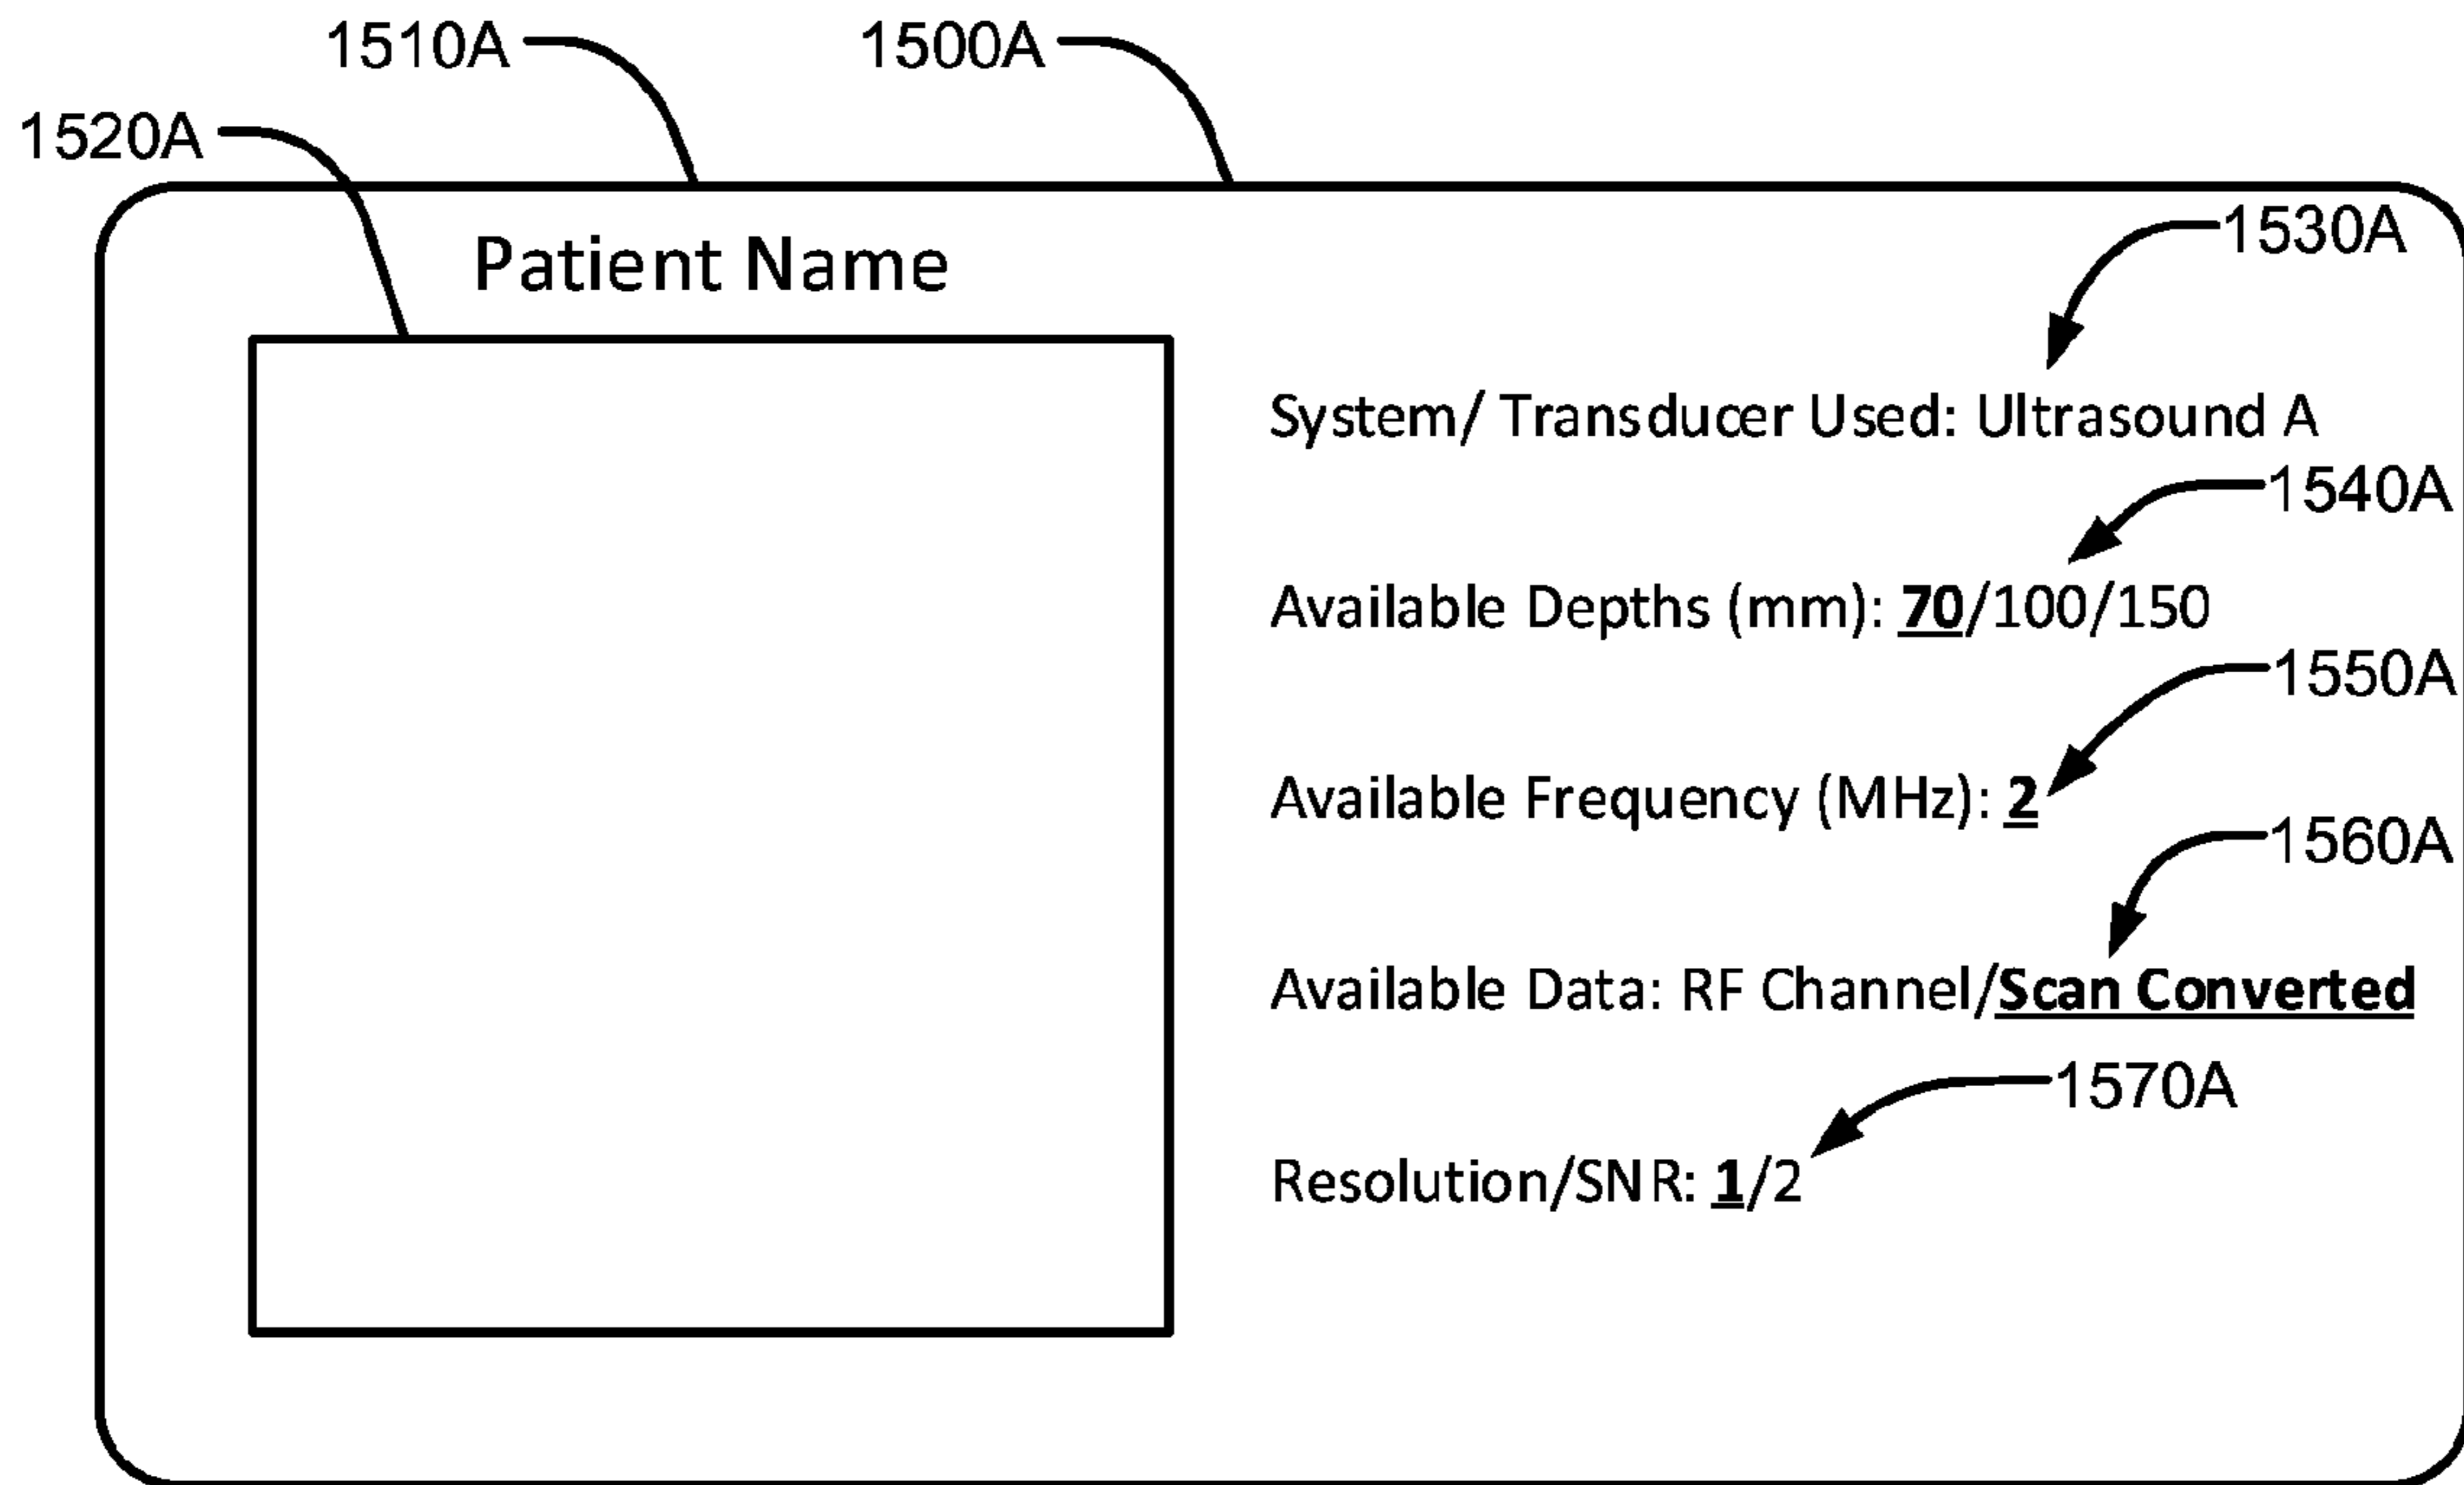 1510A
1500A
1520A
Patient Name
1530A
System/ Transducer Used: Ultrasound A
1540A
Available Depths (mm): 70/100/150
1550A
Available Frequency (MHz): 2
1560A
Available Data: RF Channel/Scan Converted
1570A
Resolution/SNR: 1/2